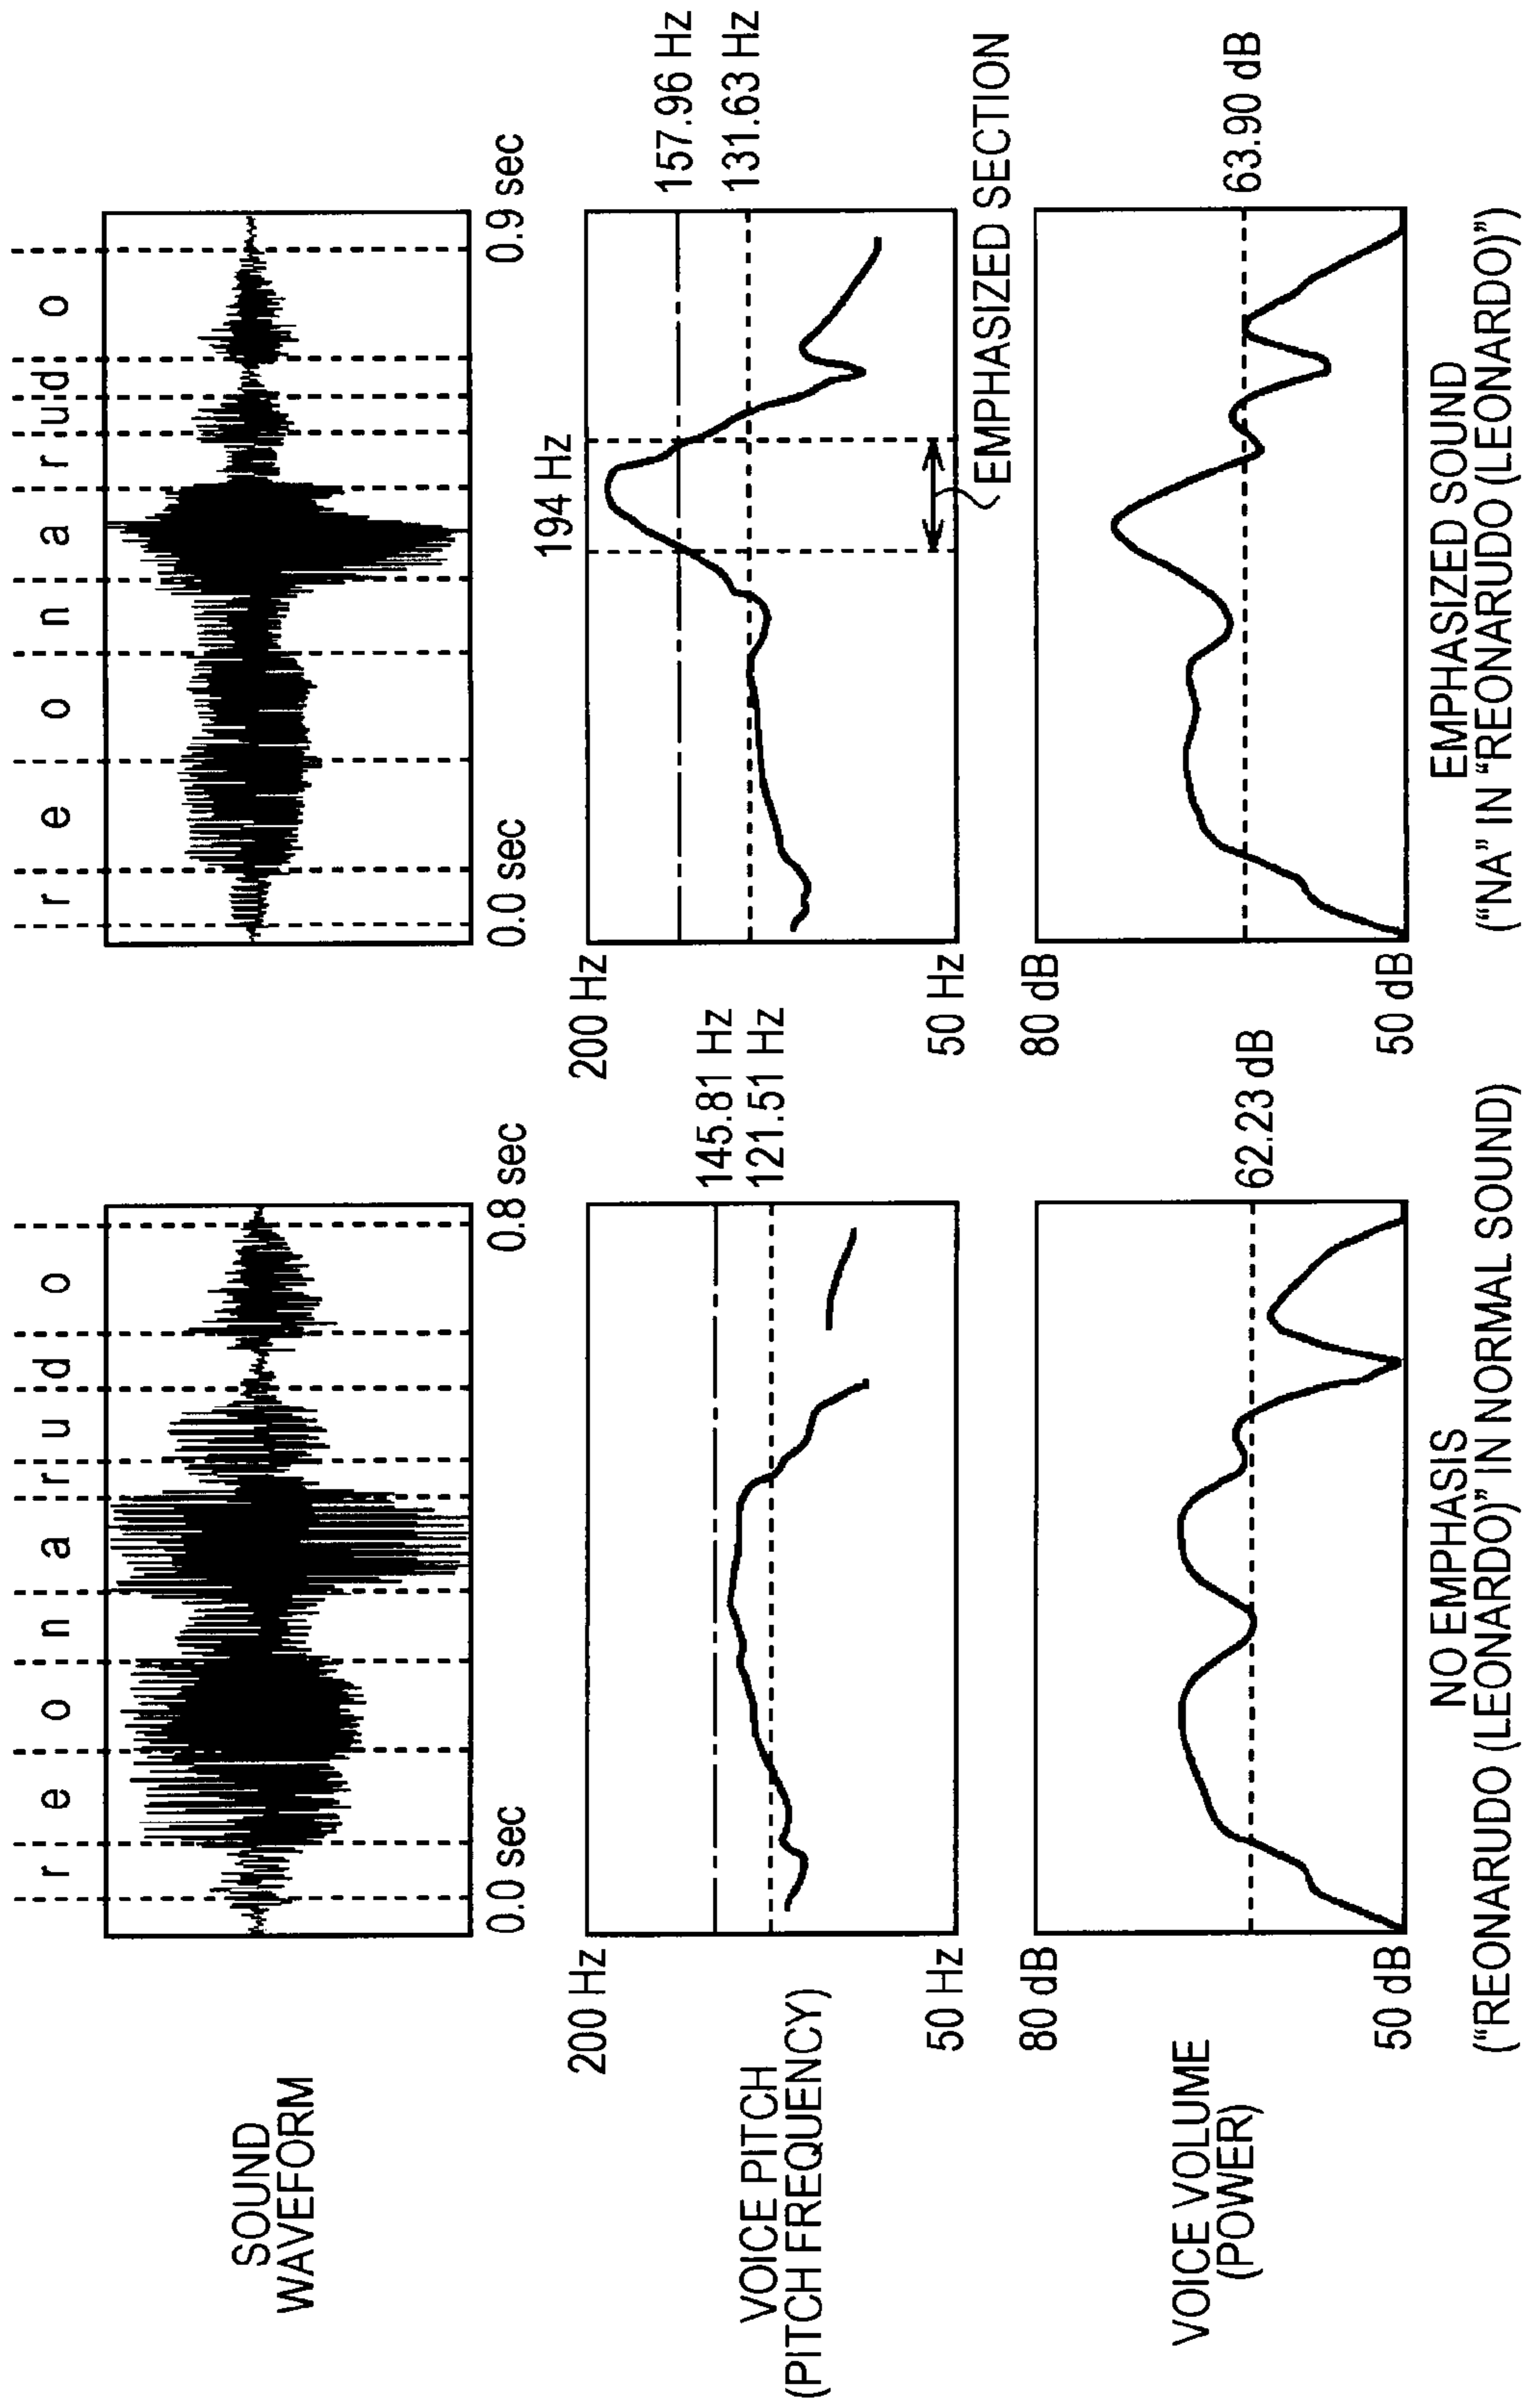 r e o n a r u d o
r e o n a r u d o
SOUND
WAVEFORM
0.0 sec
0.8 sec
0.0 sec
0.9 sec
194 Hz
VOICE PITCH
(PITCH FREQUENCY)
200 Hz
145.81 Hz
121.51 Hz
50 Hz
200 Hz
157.96 Hz
131.63 Hz
50 Hz
EMPHASIZED SECTION
VOICE VOLUME
(POWER)
80 dB
62.23 dB
50 dB
80 dB
63.90 dB
50 dB
NO EMPHASIS
(“REONARUDO (LEONARDO)” IN NORMAL SOUND)
EMPHASIZED SOUND
(“NA” IN “REONARUDO (LEONARDO)”)